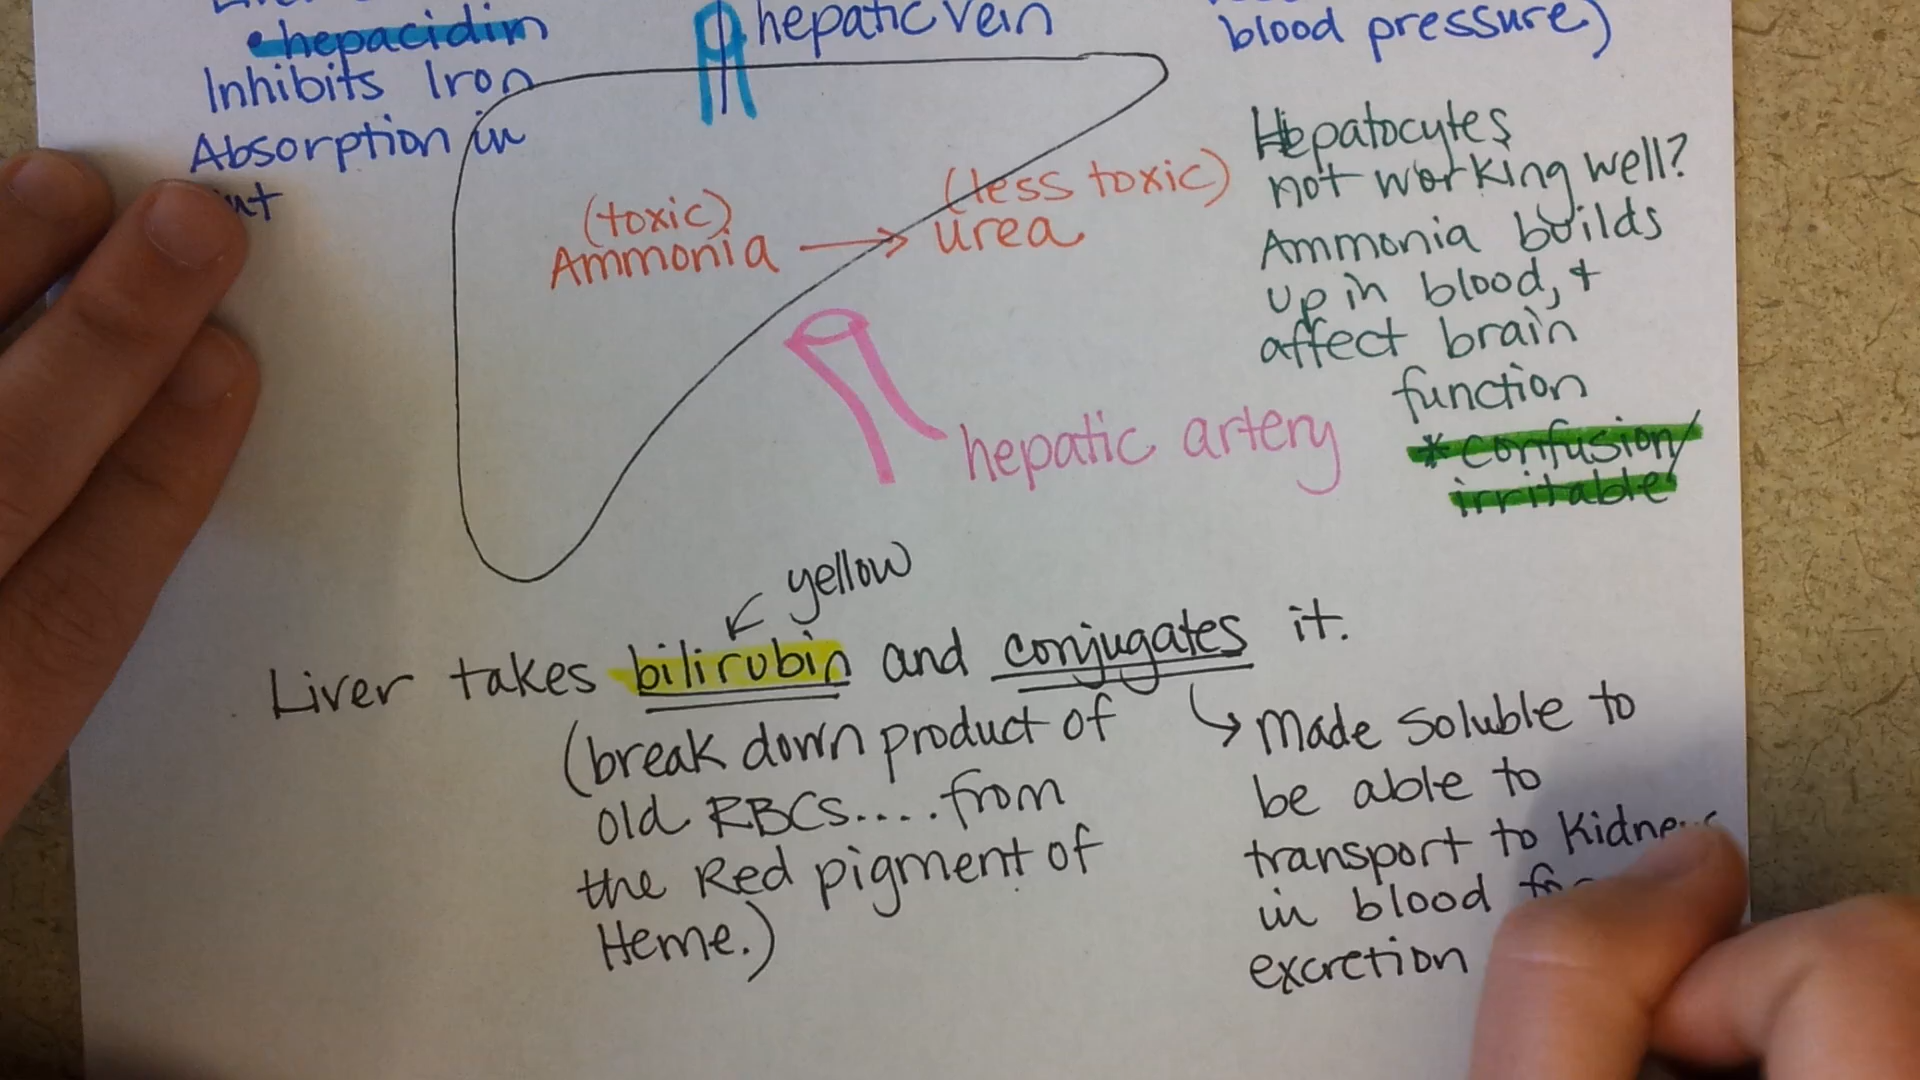 hepacidin
Inhibits Iron
Absorption in
hepatic vein
blood pressure)
(toxic)
Ammonia → urea
(less toxic)
hepatic artery
Hepatocytes
not working well?
Ammonia builds
up in blood, +
affect brain
function
* confusion/
irritable
yellow
Liver takes bilirubin and conjugates it.
(break down product of
old RBCs.... from
the Red pigment of
Heme.)
Made soluble to
be able to
transport to
in blood
excretion